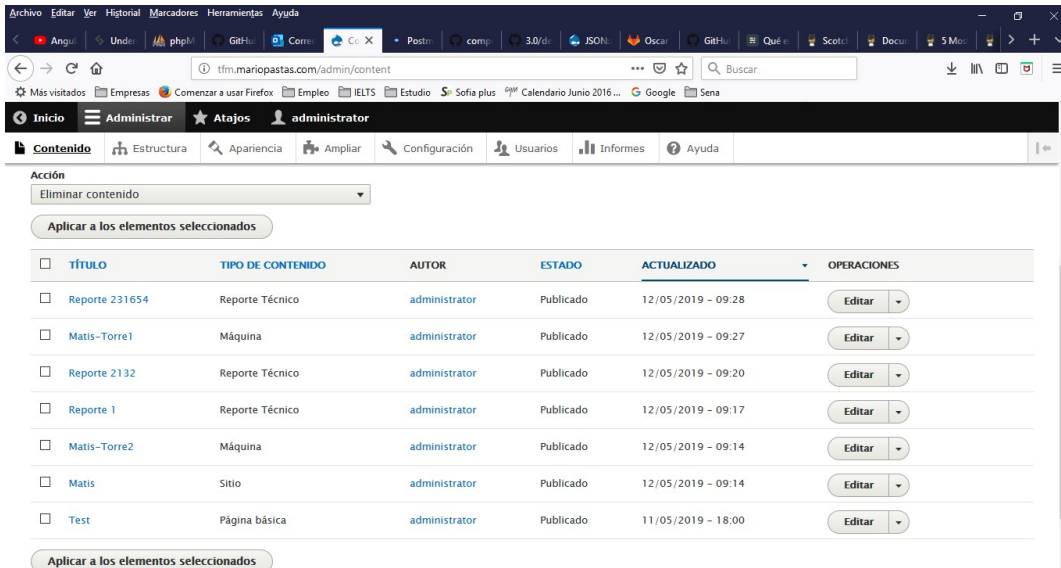 Archivo Editar Ver Historial Marcadores Herramientas Ayuda
Angul Under phpM GitHu Corre Co Postm comp 3.0/de JSON: Oscar GitHu Qué e Scotch Docum 5 Mos
tfm.mariopastas.com/admin/content Buscar
Más visitados Empresas Comenzar a usar Firefox Empleo IELTS Estudio Sofia plus Calendario Junio 2016 ... Google Sena
Inicio Administrar Atajos administrator
Contenido Estructura Apariencia Ampliar Configuración Usuarios Informes Ayuda
Acción
Eliminar contenido
Aplicar a los elementos seleccionados
TÍTULO TIPO DE CONTENIDO AUTOR ESTADO ACTUALIZADO OPERACIONES
Reporte 231654 Reporte Técnico administrator Publicado 12/05/2019 - 09:28 Editar
Matis-Torre1 Máquina administrator Publicado 12/05/2019 - 09:27 Editar
Reporte 2132 Reporte Técnico administrator Publicado 12/05/2019 - 09:20 Editar
Reporte 1 Reporte Técnico administrator Publicado 12/05/2019 - 09:17 Editar
Matis-Torre2 Máquina administrator Publicado 12/05/2019 - 09:14 Editar
Matis Sitio administrator Publicado 12/05/2019 - 09:14 Editar
Test Página básica administrator Publicado 11/05/2019 - 18:00 Editar
Aplicar a los elementos seleccionados